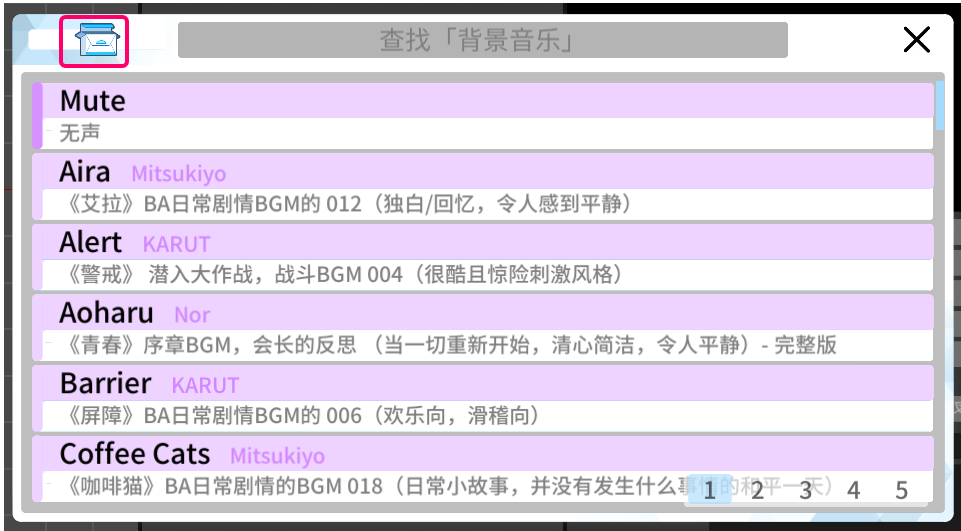 查找「背景音乐」
Mute
无声
Aira Mitsukiyo
《艾拉》BA日常剧情BGM的 012（独白/回忆，令人感到平静）
Alert KARUT
《警戒》 潜入大作战，战斗BGM 004（很酷且惊险刺激风格）
Aoharu Nor
《青春》序章BGM，会长的反思 （当一切重新开始，清心简洁，令人平静）- 完整版
Barrier KARUT
《屏障》BA日常剧情BGM的 006（欢乐向，滑稽向）
Coffee Cats Mitsukiyo
《咖啡猫》BA日常剧情的BGM 018（日常小故事，并没有发生什么事情的和平一天）
1 2 3 4 5